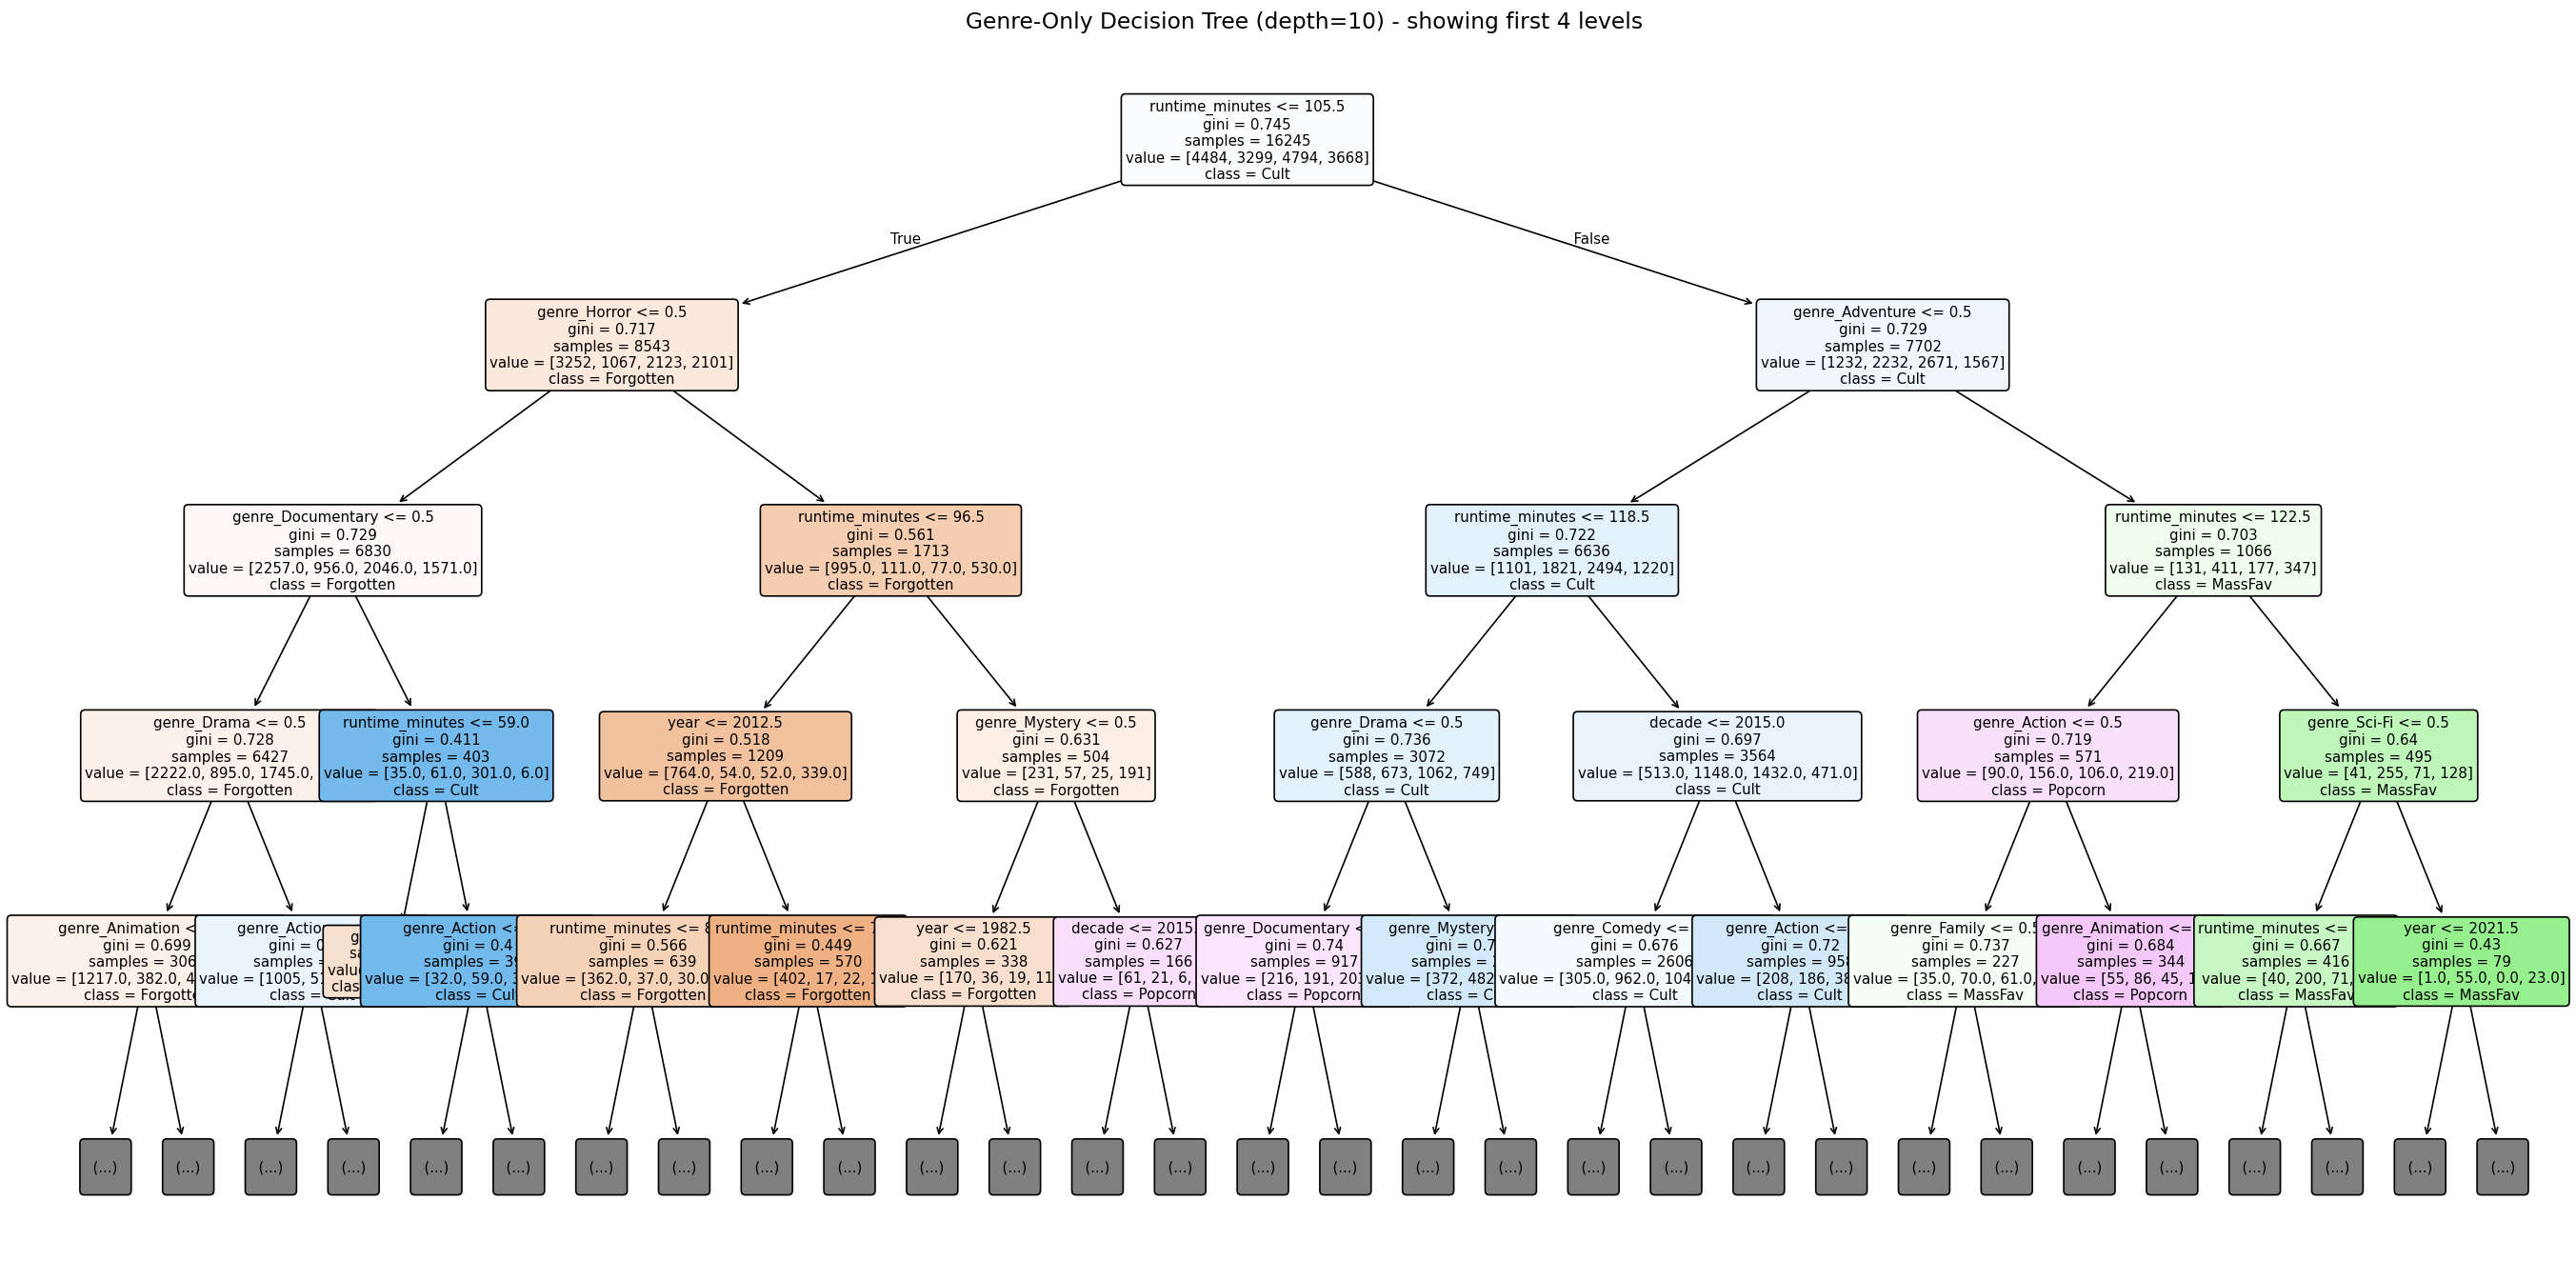 Genre-Only Decision Tree (depth=10) - showing first 4 levels
runtime_minutes <= 105.5
gini = 0.745
samples = 16245
value = [4484, 3299, 4794, 3668]
class = Cult
True
False
genre_Horror <= 0.5
gini = 0.717
samples = 8543
value = [3252, 1067, 2123, 2101]
class = Forgotten
genre_Adventure <= 0.5
gini = 0.729
samples = 7702
value = [1232, 2232, 2671, 1567]
class = Cult
genre_Documentary <= 0.5
gini = 0.729
samples = 6830
value = [2257.0, 956.0, 2046.0, 1571.0]
class = Forgotten
runtime_minutes <= 96.5
gini = 0.561
samples = 1713
value = [995.0, 111.0, 77.0, 530.0]
class = Forgotten
runtime_minutes <= 118.5
gini = 0.722
samples = 6636
value = [1101, 1821, 2494, 1220]
class = Cult
runtime_minutes <= 122.5
gini = 0.703
samples = 1066
value = [131, 411, 177, 347]
class = MassFav
genre_Drama <= 0.5
gini = 0.728
samples = 6427
value = [2222.0, 895.0, 1745.0,
class = Forgotten
runtime_minutes <= 59.0
gini = 0.411
samples = 403
value = [35.0, 61.0, 301.0, 6.0]
class = Cult
year <= 2012.5
gini = 0.518
samples = 1209
value = [764.0, 54.0, 52.0, 339.0]
class = Forgotten
genre_Mystery <= 0.5
gini = 0.631
samples = 504
value = [231, 57, 25, 191]
class = Forgotten
genre_Drama <= 0.5
gini = 0.736
samples = 3072
value = [588, 673, 1062, 749]
class = Cult
decade <= 2015.0
gini = 0.697
samples = 3564
value = [513.0, 1148.0, 1432.0, 471.0]
class = Cult
genre_Action <= 0.5
gini = 0.719
samples = 571
value = [90.0, 156.0, 106.0, 219.0]
class = Popcorn
genre_Sci-Fi <= 0.5
gini = 0.64
samples = 495
value = [41, 255, 71, 128]
class = MassFav
genre_Animation <
gini = 0.699
samples =
value = [1217.0, 382.0,
class =
genre_Action
gini =
samples =
value = [1005,
class =
value
class
genre_Action <=
gini =
samples =
value = [32.0, 59.0,
class =
runtime_minutes <=
gini = 0.566
samples = 639
value = [362.0, 37.0, 30.0
class = Forgotten
runtime_minutes <=
gini = 0.449
samples = 570
value = [402, 17, 22,
class = Forgotten
year <= 1982.5
gini = 0.621
samples = 338
value = [170, 36, 19,
class = Forgotten
decade <= 2015
gini = 0.627
samples = 166
value = [61, 21, 6,
class = Popcorn
genre_Documentary
gini = 0.74
samples = 917
value = [216, 191,
class = Popcorn
genre_Mystery
gini =
samples =
value = [372, 482
class =
genre_Comedy <=
gini = 0.676
samples = 2606
value = [305.0, 962.0,
class = Cult
genre_Action <=
gini = 0.72
samples =
value = [208, 186,
class = Cult
genre_Family <= 0.5
gini = 0.737
samples = 227
value = [35.0, 70.0, 61.0,
class = MassFav
genre_Animation <=
gini = 0.684
samples = 344
value = [55, 86, 45,
class = Popcorn
runtime_minutes <=
gini = 0.667
samples = 416
value = [40, 200, 71,
class = MassFav
year <= 2021.5
gini = 0.43
samples = 79
value = [1.0, 55.0, 0.0, 23.0]
class = MassFav
(...) (...) (...) (...) (...) (...) (...) (...) (...) (...) (...) (...) (...) (...) (...) (...) (...) (...) (...) (...) (...) (...) (...) (...) (...) (...) (...) (...) (...) (...)